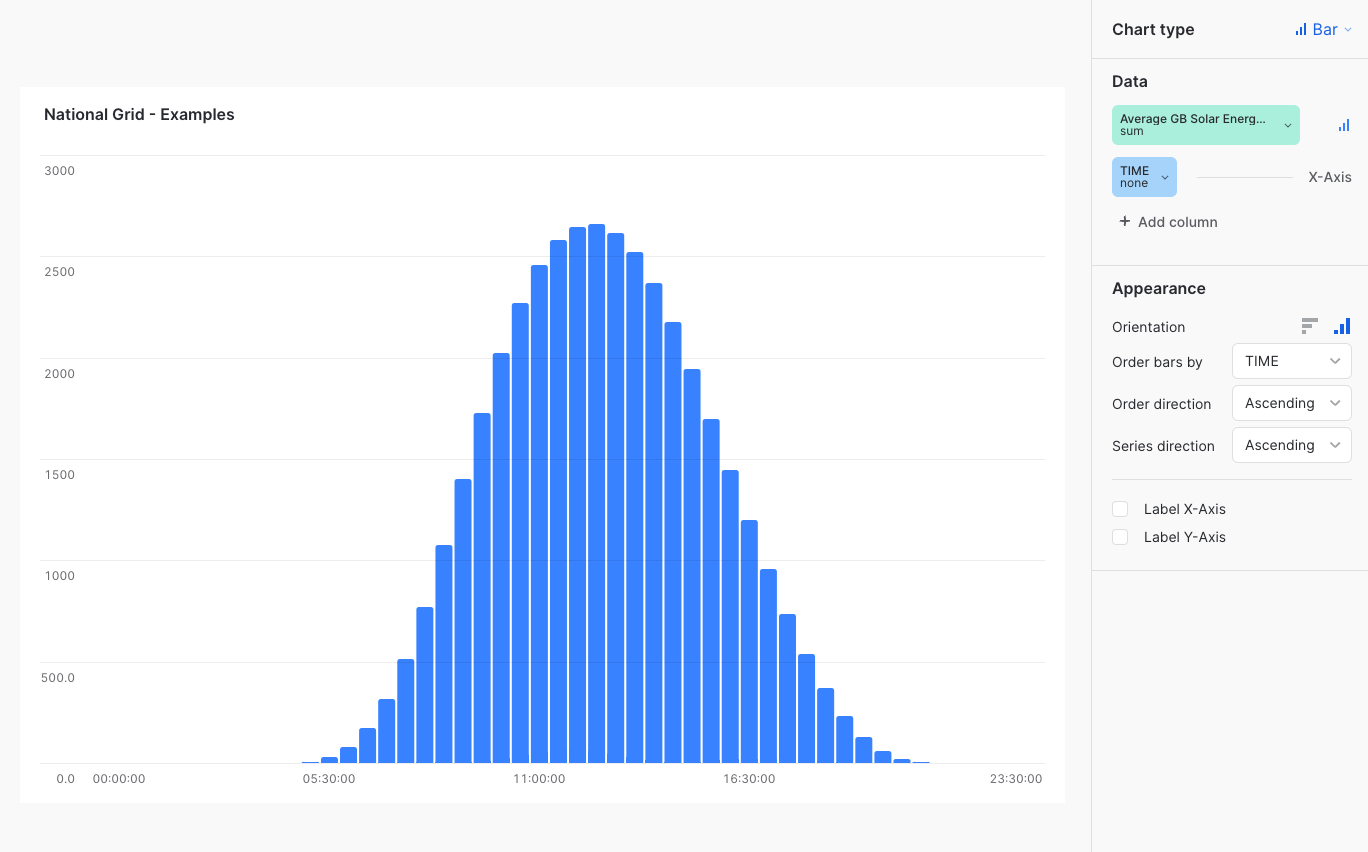 National Grid - Examples
3000
2500
2000
1500
1000
500.0
0.0
00:00:00
05:30:00
11:00:00
16:30:00
23:30:00
Chart type
Bar
Data
Average GB Solar Energ...
sum
TIME
none
X-Axis
+ Add column
Appearance
Orientation
Order bars by
TIME
Order direction
Ascending
Series direction
Ascending
Label X-Axis
Label Y-Axis